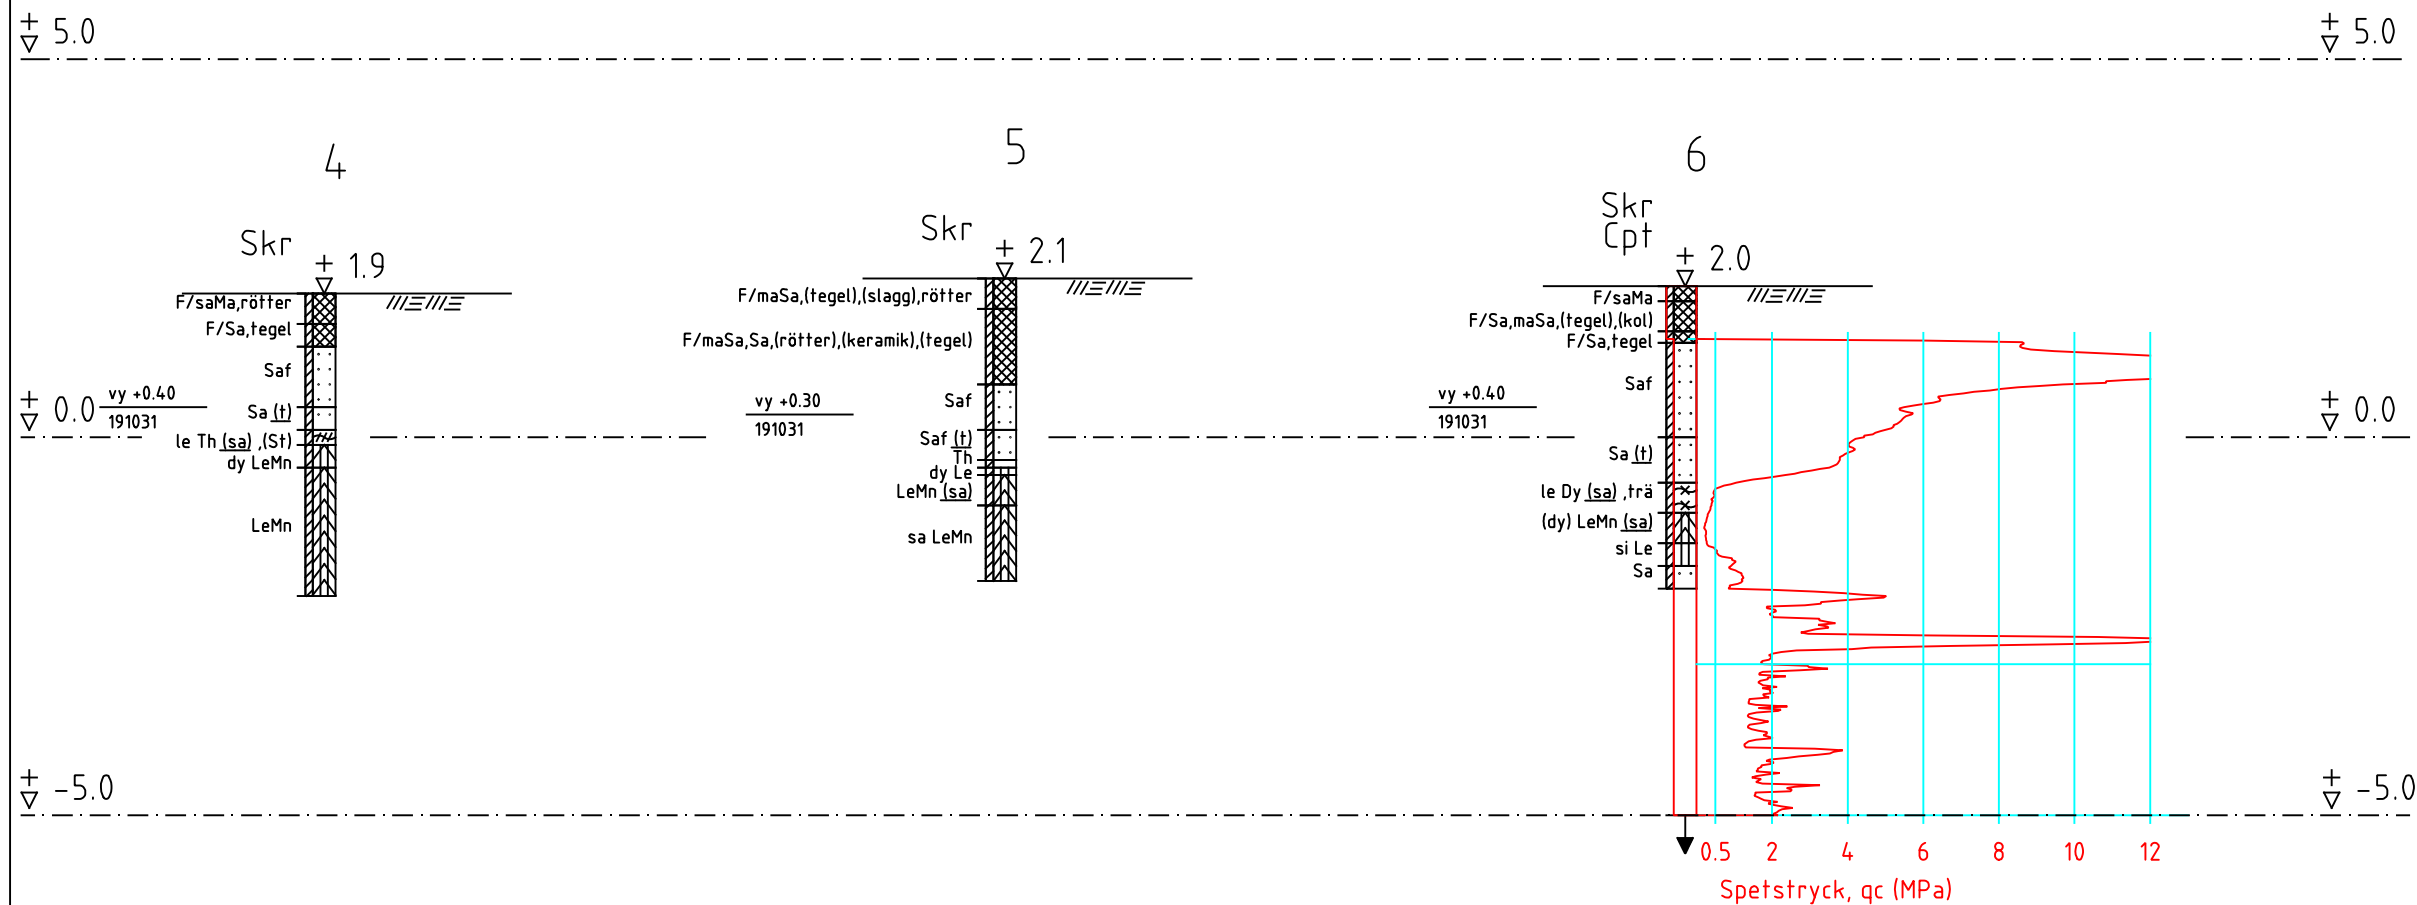 + 5.0
+ 5.0
4
5
6
Skr
+ 1.9
F/saMa,rötter
F/Sa,tegel
Saf
Sa (t)
le Th (sa) ,(St)
dy LeMn
LeMn
+ 0.0
vy +0.40
191031
Skr
+ 2.1
F/maSa,(tegel),(slagg),rötter
F/maSa,Sa,(rötter),(keramik),(tegel)
Saf
Saf (t)
Th
dy Le
LeMn (sa)
sa LeMn
vy +0.30
191031
Skr
Cpt
+ 2.0
F/saMa
F/Sa,maSa,(tegel),(kol)
F/Sa,tegel
Saf
Sa (t)
le Dy (sa) ,trä
(dy) LeMn (sa)
si Le
Sa
vy +0.40
191031
+ 0.0
+ -5.0
+ -5.0
0.5 2 4 6 8 10 12
Spetstryck, qc (MPa)